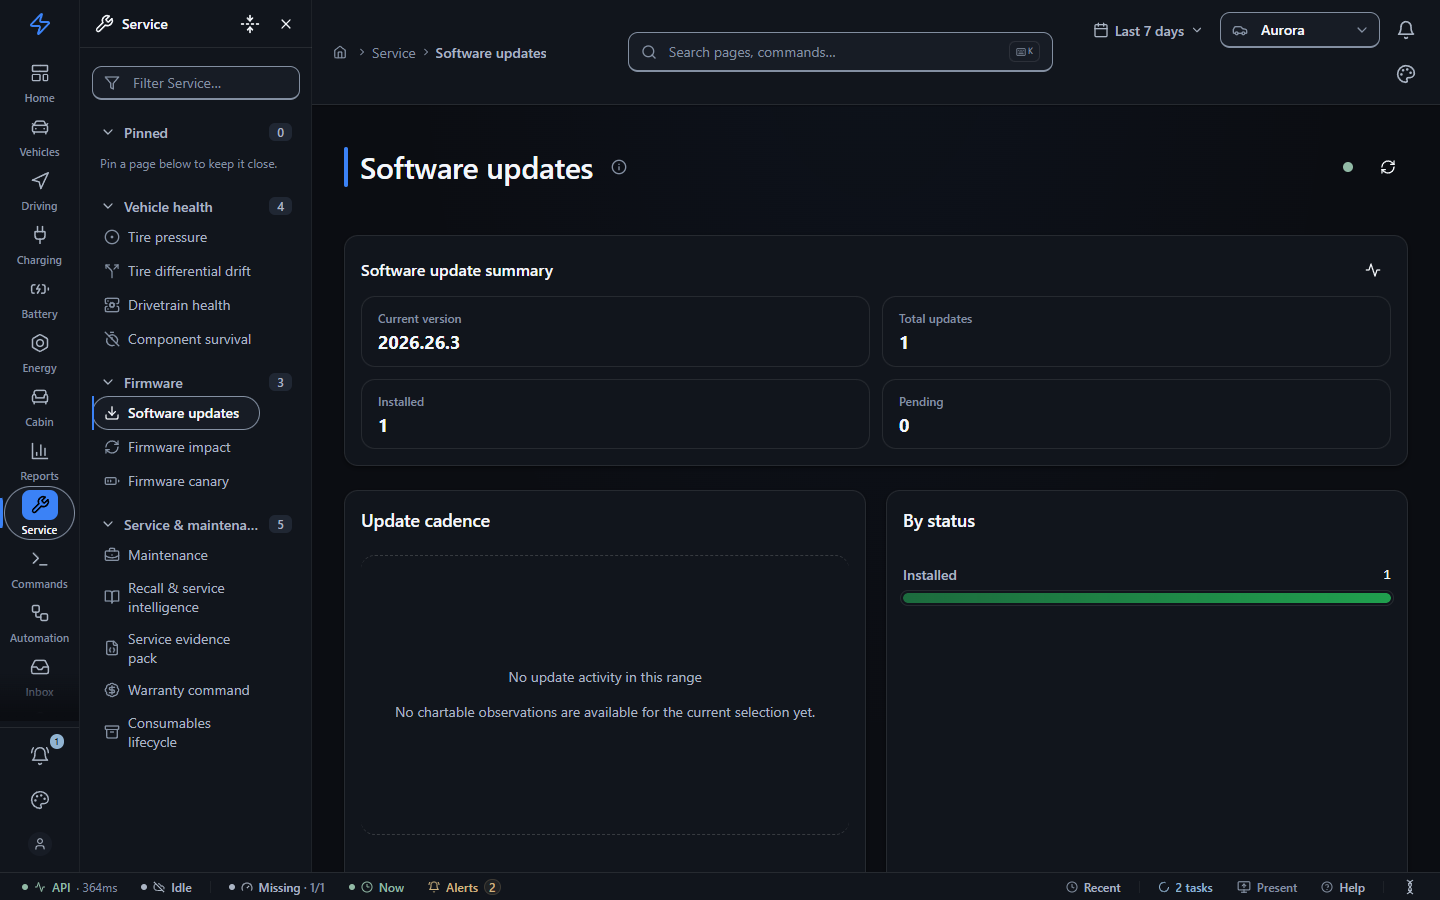 Home
Vehicles
Driving
Charging
Battery
Energy
Cabin
Reports
Service
Commands
Automation
Inbox
1
Service
Filter Service...
Pinned 0
Pin a page below to keep it close.
Vehicle health 4
Tire pressure
Tire differential drift
Drivetrain health
Component survival
Firmware 3
Software updates
Firmware impact
Firmware canary
Service & maintena... 5
Maintenance
Recall & service
intelligence
Service evidence
pack
Warranty command
Consumables
lifecycle
Service
Software updates
Search pages, commands...
K
Last 7 days
Aurora
Software updates
Software update summary
Current version
2026.26.3
Total updates
1
Installed
1
Pending
0
Update cadence
No update activity in this range
No chartable observations are available for the current selection yet.
By status
Installed 1
API · 364ms
Idle
Missing · 1/1
Now
Alerts 2
Recent
2 tasks
Present
Help